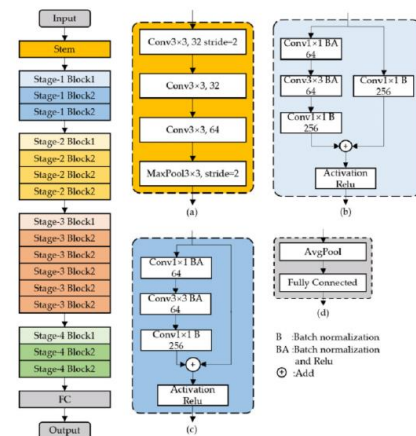 Input
Stem
Stage-1 Block1
Stage-1 Block2
Stage-1 Block2
Stage-2 Block1
Stage-2 Block2
Stage-2 Block2
Stage-2 Block2
Stage-3 Block1
Stage-3 Block2
Stage-3 Block2
Stage-3 Block2
Stage-3 Block2
Stage-3 Block2
Stage-4 Block1
Stage-4 Block2
Stage-4 Block2
FC
Output
Conv3×3, 32 stride=2
Conv3×3, 32
Conv3×3, 64
MaxPool3×3, stride=2
(a)
Conv1×1 BA
64
Conv3×3 BA
64
Conv1×1 B
256
Conv1×1 B
256
+
Activation
Relu
(b)
Conv1×1 BA
64
Conv3×3 BA
64
Conv1×1 B
256
+
Activation
Relu
(c)
AvgPool
Fully Connected
(d)
B :Batch normalization
BA :Batch normalization
and Relu
+ :Add